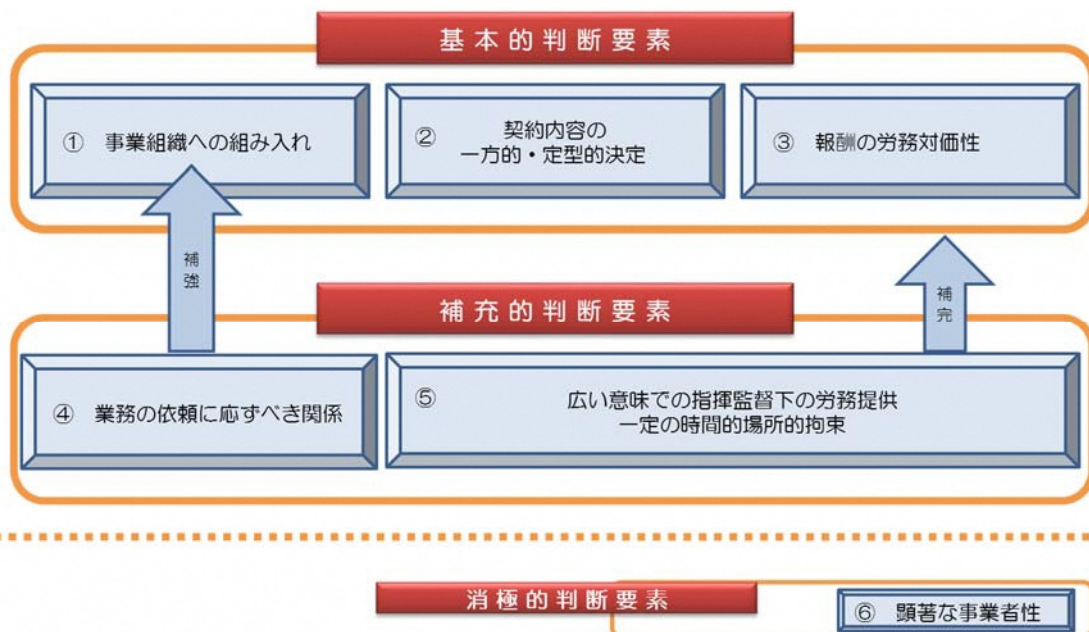 基本的判断要素
① 事業組織への組み入れ
② 契約内容の
一方的・定型的決定
③ 報酬の労務対価性
補強
補完
補充的判断要素
④ 業務の依頼に応ずべき関係
⑤ 広い意味での指揮監督下の労務提供
一定の時間的場所的拘束
消極的判断要素
⑥ 顕著な事業者性